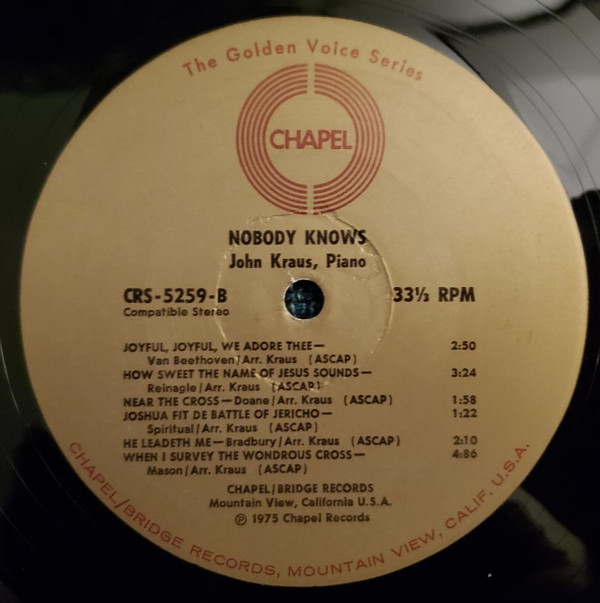 The Golden Voice Series
CHAPEL
NOBODY KNOWS
John Kraus, Piano
CRS-5259-B 33⅓ RPM
Compatible Stereo
JOYFUL, JOYFUL, WE ADORE THEE— 2:50
Van Beethoven/Arr. Kraus (ASCAP)
HOW SWEET THE NAME OF JESUS SOUNDS— 3:24
Reinagle/Arr. Kraus (ASCAP)
NEAR THE CROSS—Doane/Arr. Kraus (ASCAP) 1:58
JOSHUA FIT DE BATTLE OF JERICHO— 1:22
Spiritual/Arr. Kraus (ASCAP)
HE LEADETH ME—Bradbury/Arr. Kraus (ASCAP) 2:10
WHEN I SURVEY THE WONDROUS CROSS— 4:86
Mason/Arr. Kraus (ASCAP)
CHAPEL/BRIDGE RECORDS
Mountain View, California U.S.A.
℗ 1975 Chapel Records
CHAPEL/BRIDGE RECORDS, MOUNTAIN VIEW, CALIF. U.S.A.